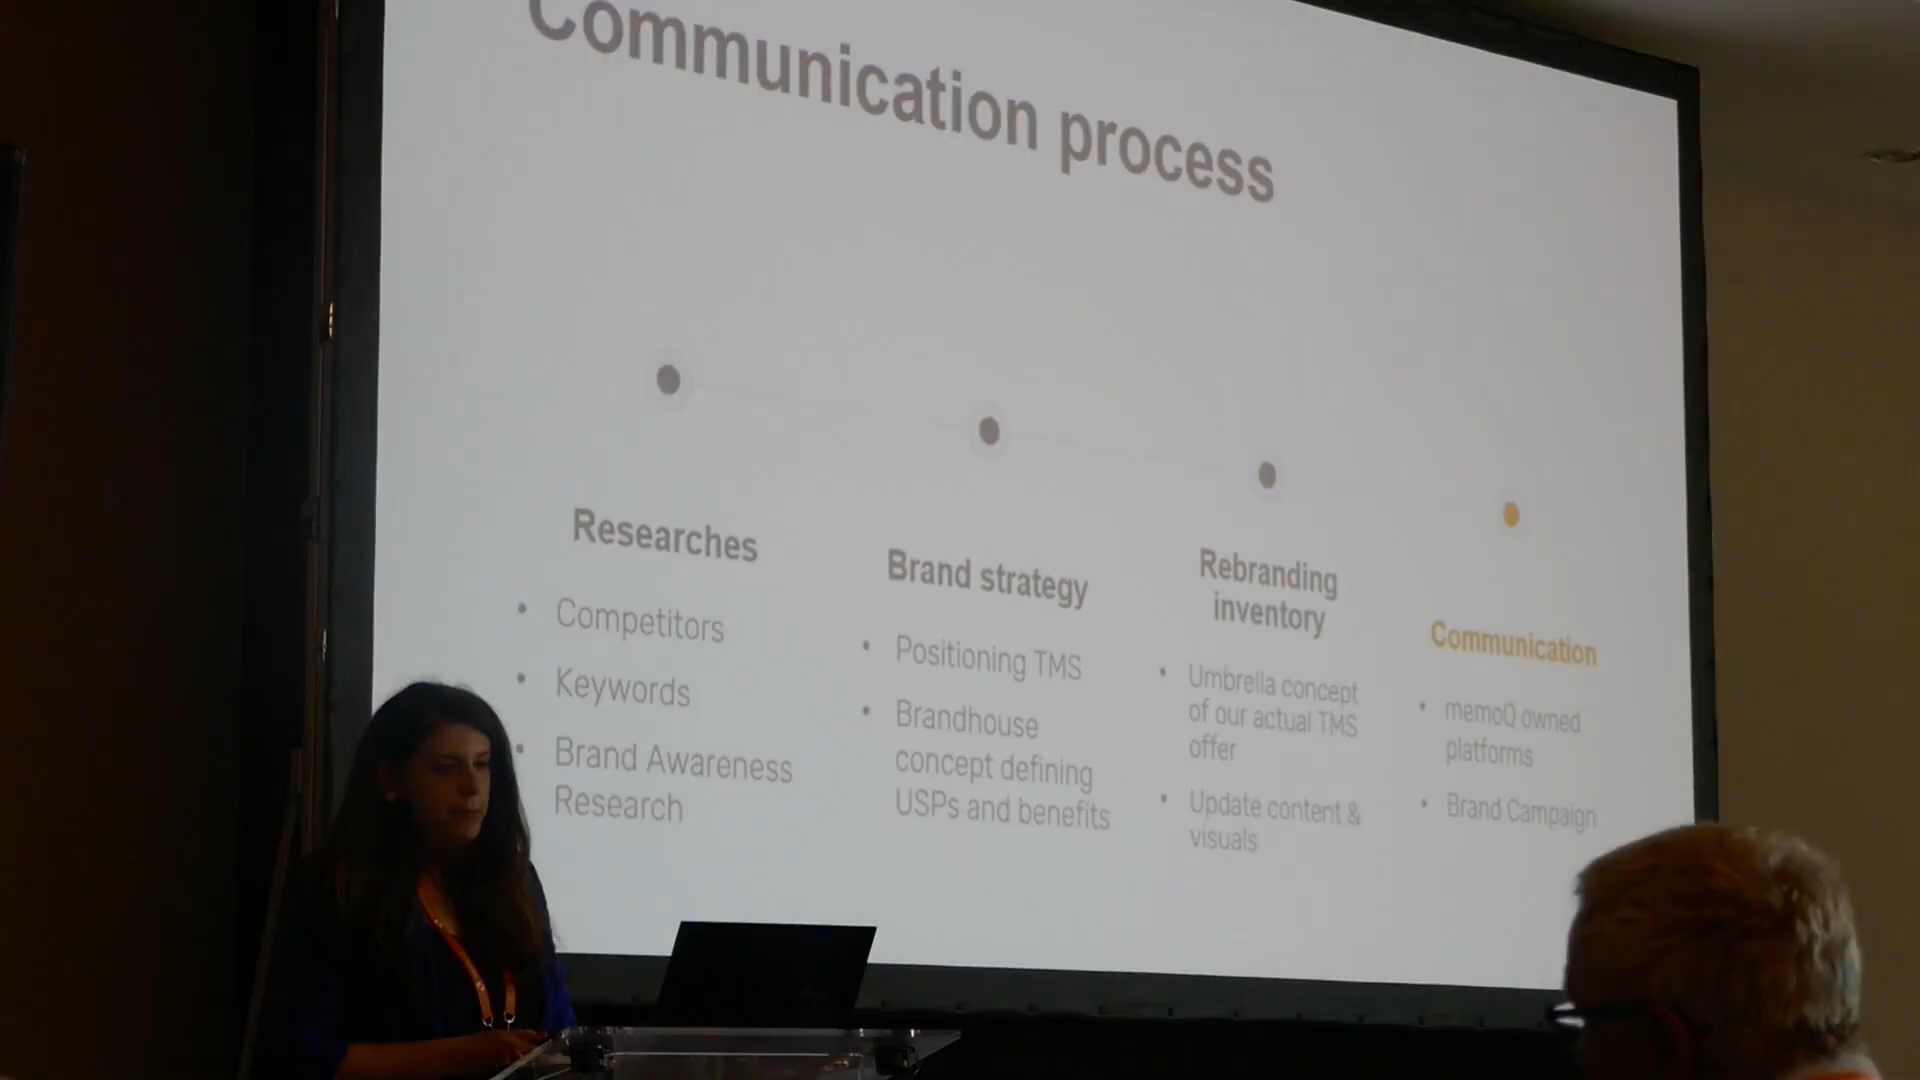 Communication process
Researches
• Competitors
• Keywords
• Brand Awareness
Research
Brand strategy
• Positioning TMS
• Brandhouse
concept defining
USPs and benefits
Rebranding
inventory
• Umbrella concept
of our actual TMS
offer
• Update content &
visuals
Communication
• memoQ owned
platforms
• Brand Campaign